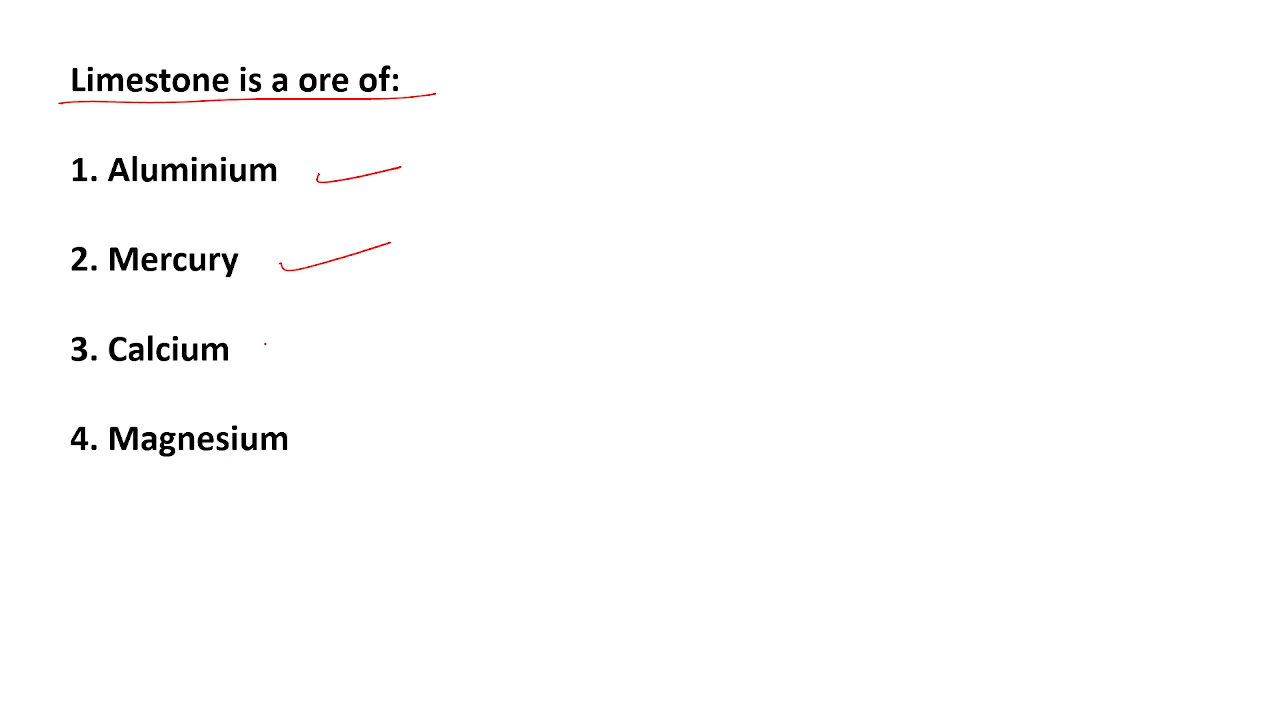 Limestone is a ore of:
1. Aluminium
2. Mercury
3. Calcium
4. Magnesium